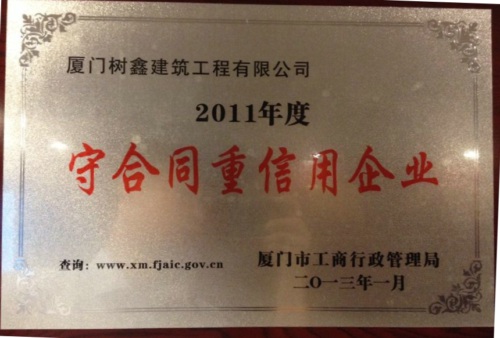 厦门树鑫建筑工程有限公司
2011年度
守合同重信用企业
查询：www.xm.fjaic.gov.cn
厦门市工商行政管理局
二〇一三年一月